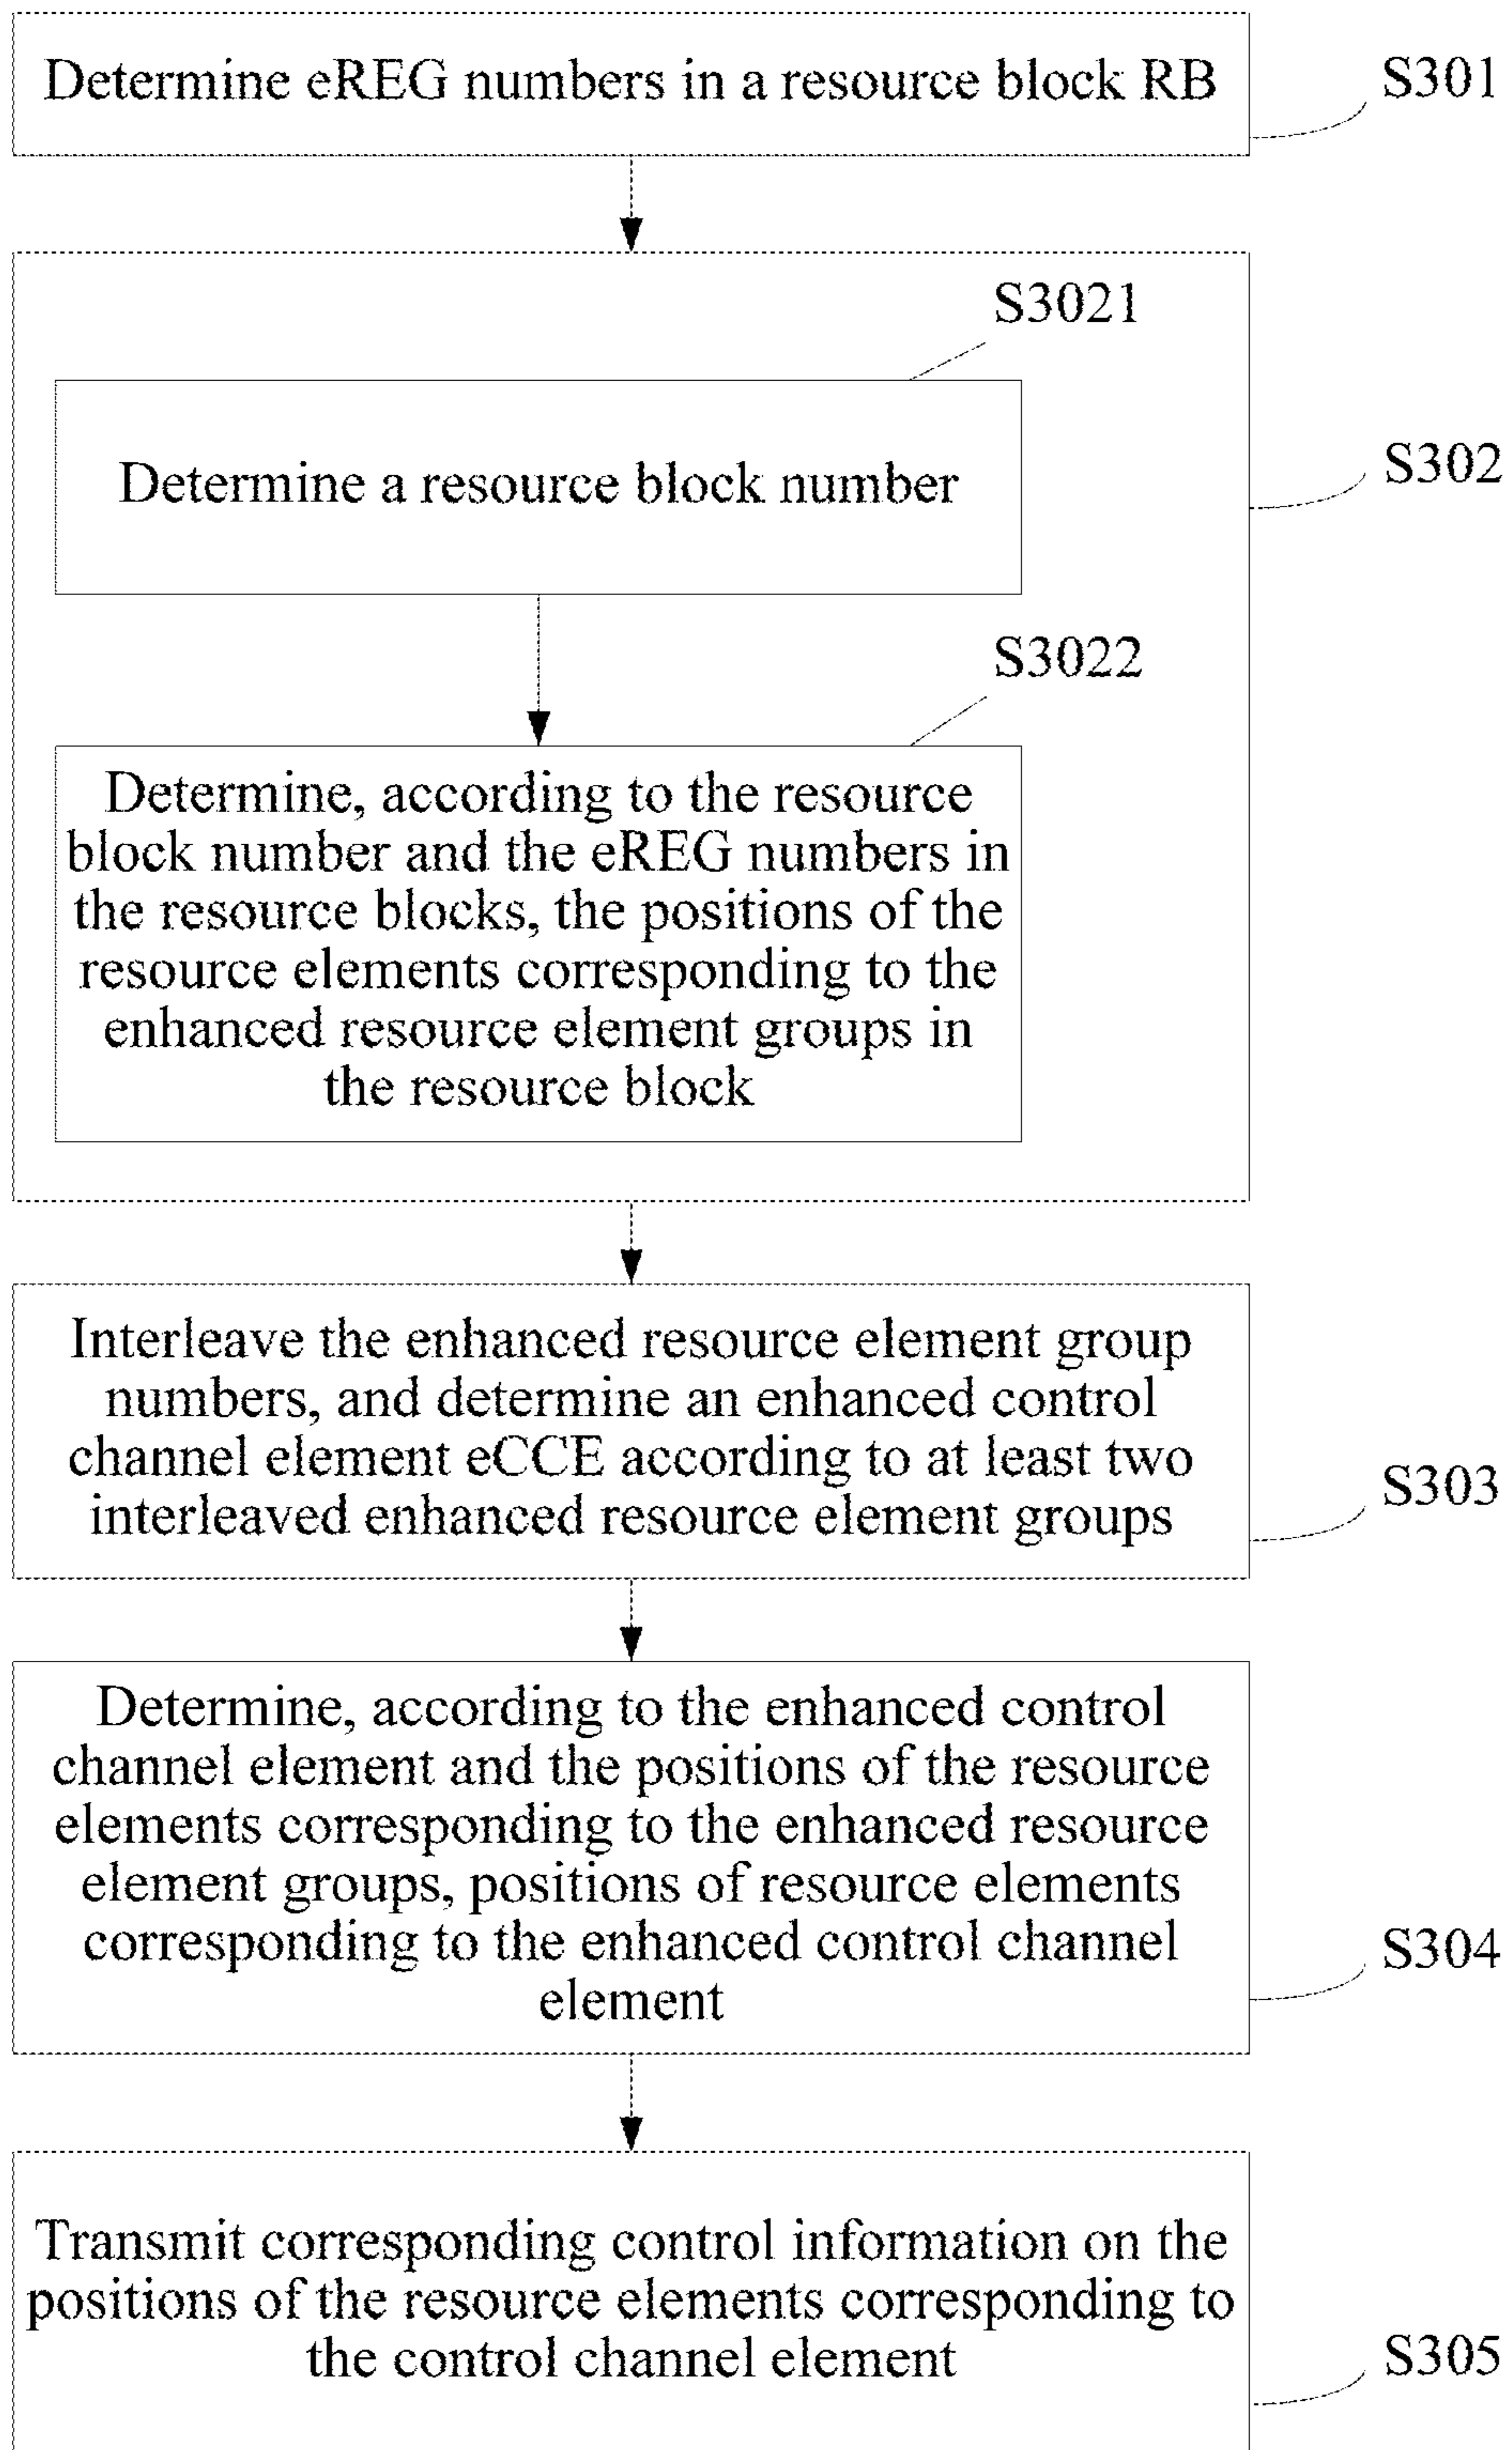 Determine eREG numbers in a resource block RB
S301
S3021
Determine a resource block number
S302
S3022
Determine, according to the resource
block number and the eREG numbers in
the resource blocks, the positions of the
resource elements corresponding to the
enhanced resource element groups in
the resource block
Interleave the enhanced resource element group
numbers, and determine an enhanced control
channel element eCCE according to at least two
interleaved enhanced resource element groups
S303
Determine, according to the enhanced control
channel element and the positions of the resource
elements corresponding to the enhanced resource
element groups, positions of resource elements
corresponding to the enhanced control channel
element
S304
Transmit corresponding control information on the
positions of the resource elements corresponding to
the control channel element
S305